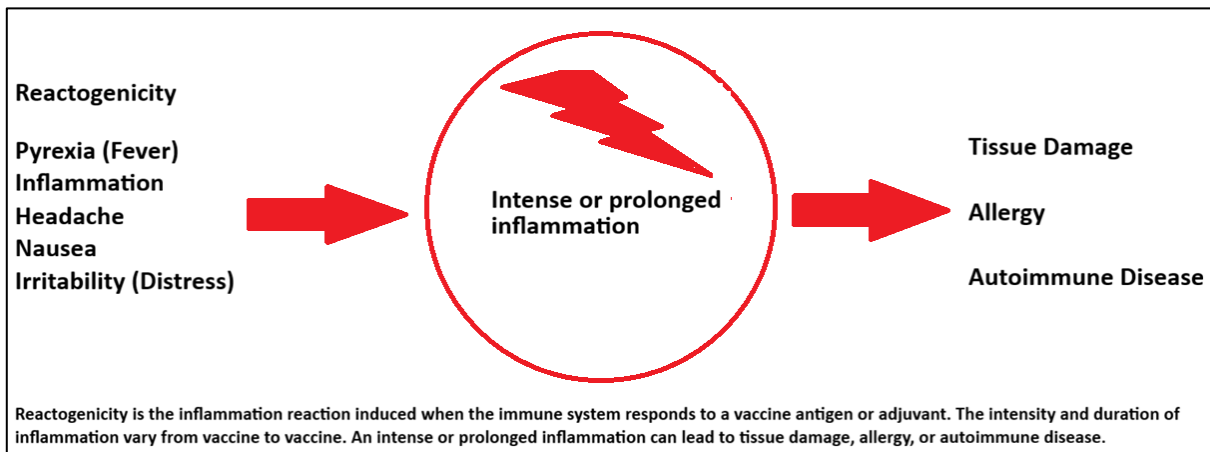 Reactogenicity
Pyrexia (Fever)
Inflammation
Headache
Nausea
Irritability (Distress)
Intense or prolonged
inflammation
Tissue Damage
Allergy
Autoimmune Disease
Reactogenicity is the inflammation reaction induced when the immune system responds to a vaccine antigen or adjuvant. The intensity and duration of
inflammation vary from vaccine to vaccine. An intense or prolonged inflammation can lead to tissue damage, allergy, or autoimmune disease.